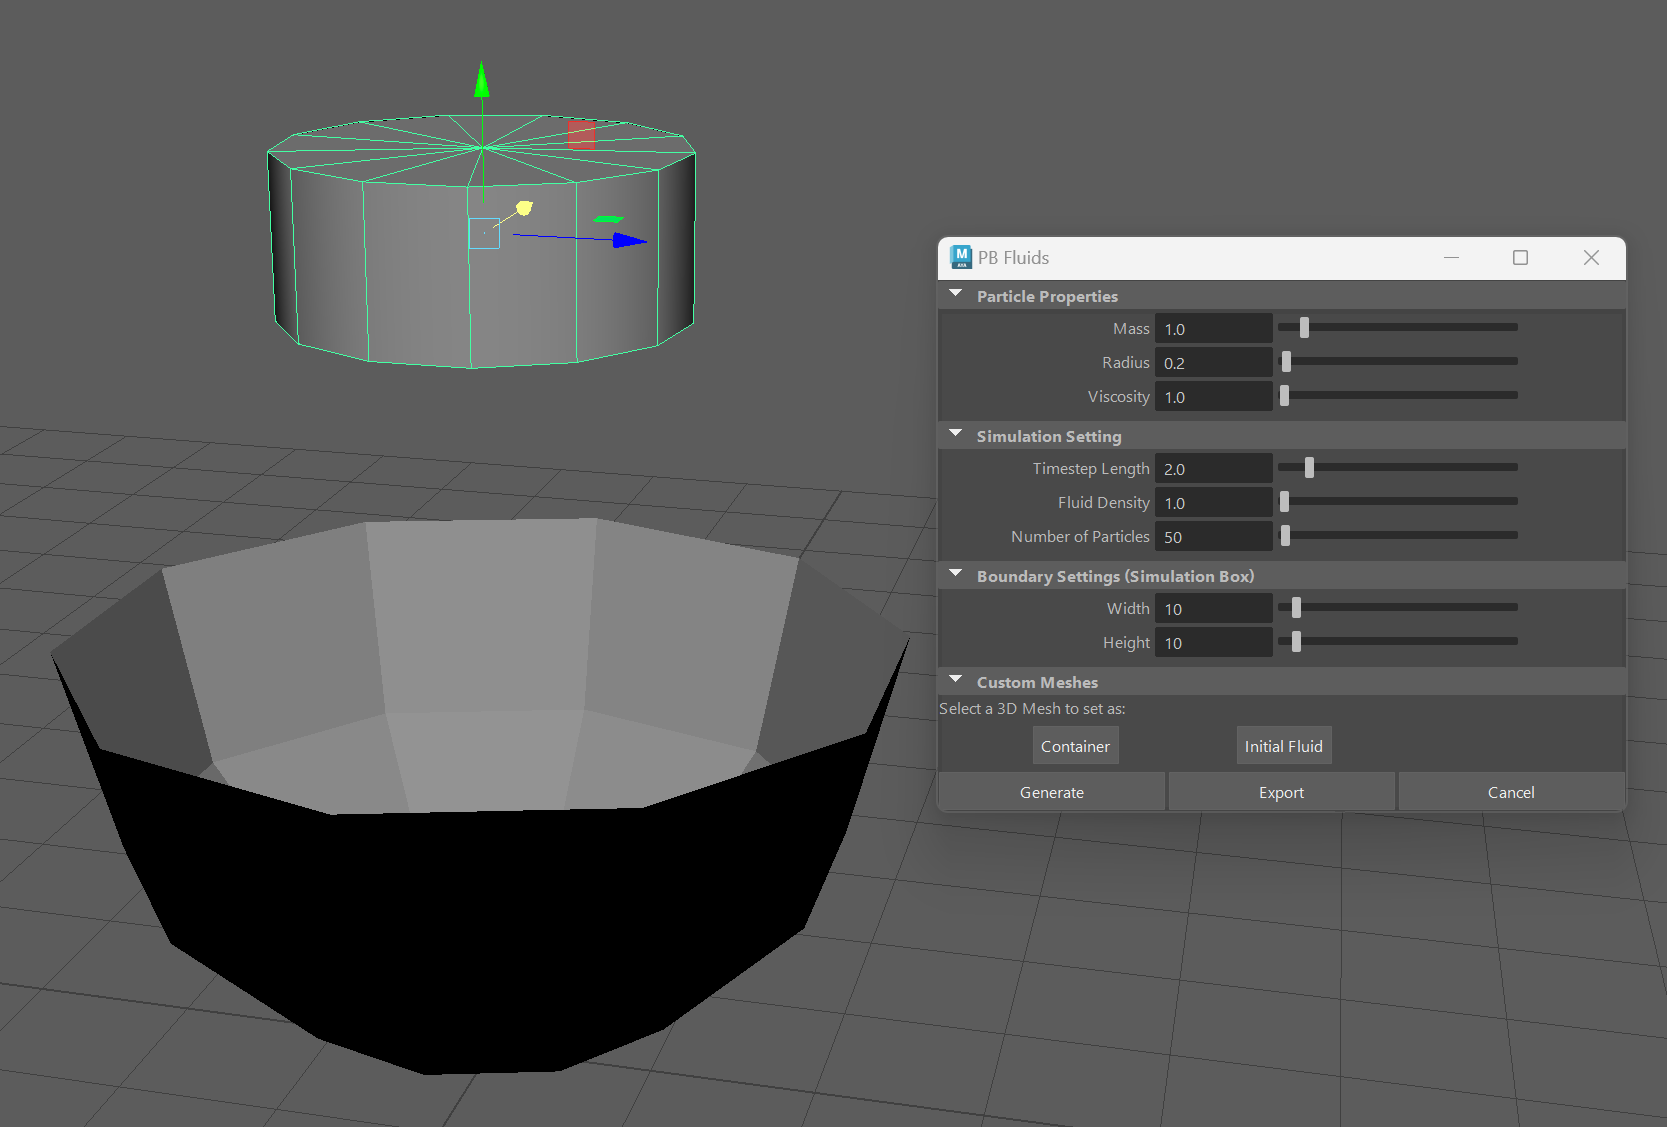 M
AYA
PB Fluids
Particle Properties
Mass 1.0
Radius 0.2
Viscosity 1.0
Simulation Setting
Timestep Length 2.0
Fluid Density 1.0
Number of Particles 50
Boundary Settings (Simulation Box)
Width 10
Height 10
Custom Meshes
Select a 3D Mesh to set as:
Container Initial Fluid
Generate Export Cancel